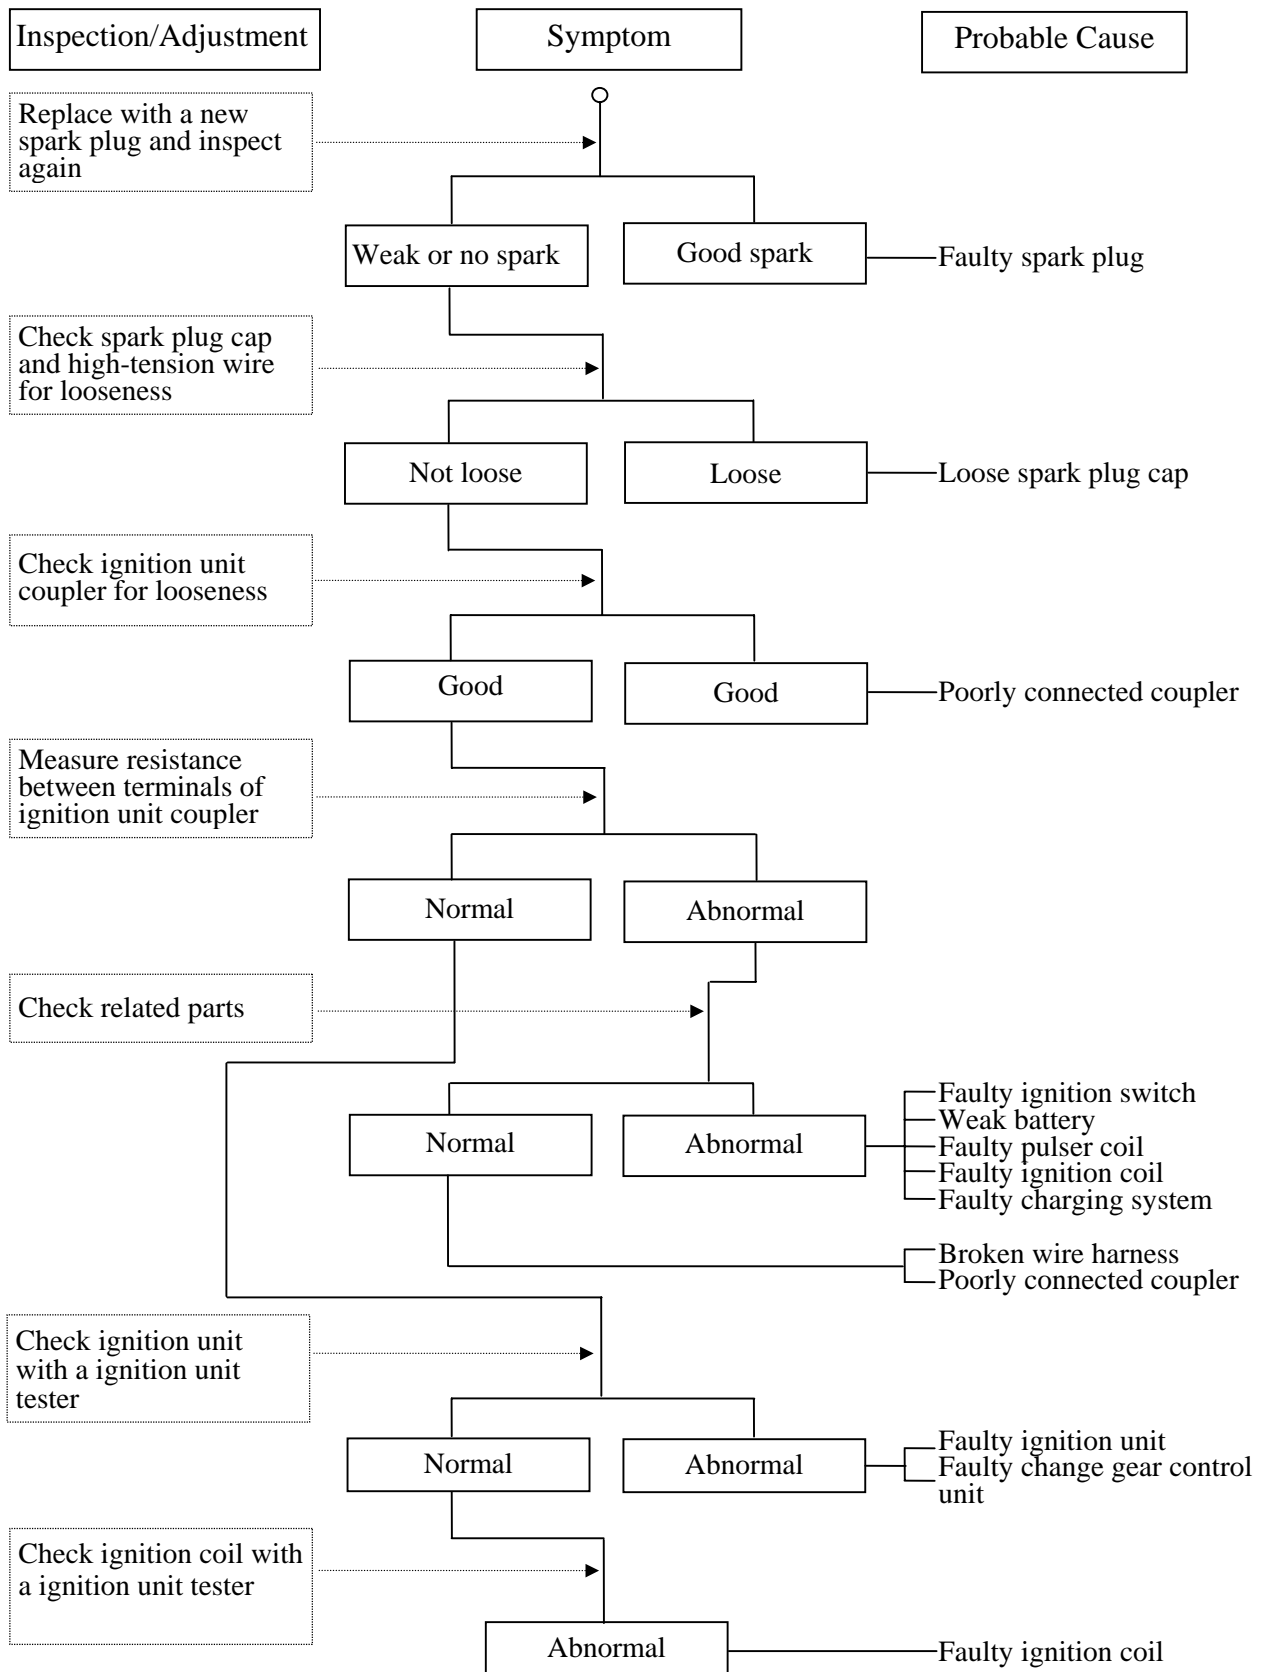 Inspection/Adjustment
Symptom
Probable Cause
Replace with a new
spark plug and inspect
again
Weak or no spark
Good spark
Faulty spark plug
Check spark plug cap
and high-tension wire
for looseness
Not loose
Loose
Loose spark plug cap
Check ignition unit
coupler for looseness
Good
Good
Poorly connected coupler
Measure resistance
between terminals of
ignition unit coupler
Normal
Abnormal
Check related parts
Normal
Abnormal
Faulty ignition switch
Weak battery
Faulty pulser coil
Faulty ignition coil
Faulty charging system
Broken wire harness
Poorly connected coupler
Check ignition unit
with a ignition unit
tester
Normal
Abnormal
Faulty ignition unit
Faulty change gear control
unit
Check ignition coil with
a ignition unit tester
Abnormal
Faulty ignition coil